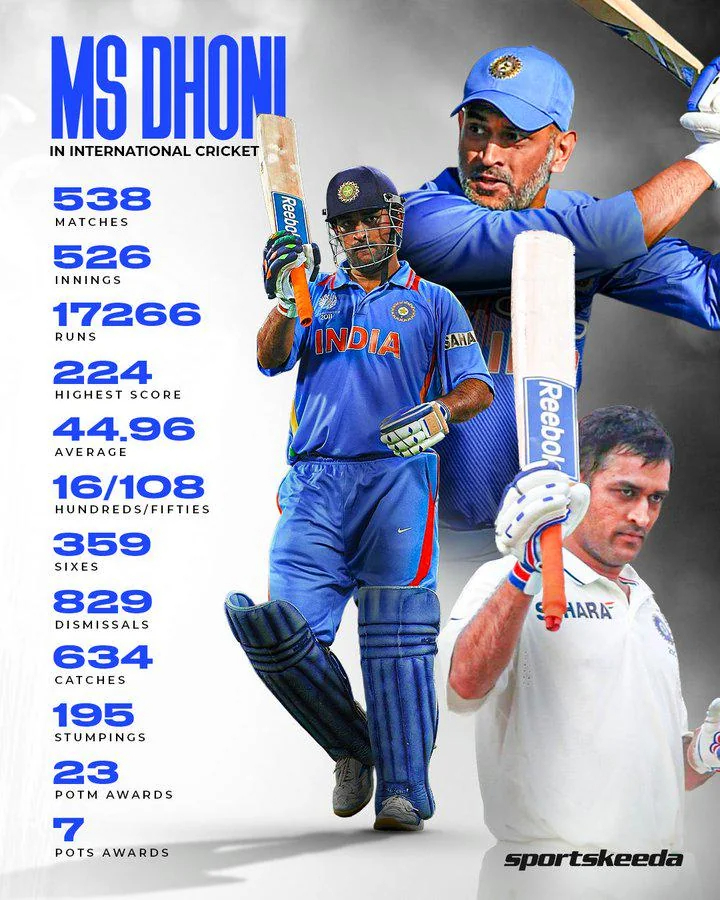 MS DHONI
IN INTERNATIONAL CRICKET
538
MATCHES
526
INNINGS
17266
RUNS
224
HIGHEST SCORE
44.96
AVERAGE
16/108
HUNDREDS/FIFTIES
359
SIXES
829
DISMISSALS
634
CATCHES
195
STUMPINGS
23
POTM AWARDS
7
POTS AWARDS
Reebok
2011
INDIA
SAHA
Reebok
SAHARA
sportskeeda